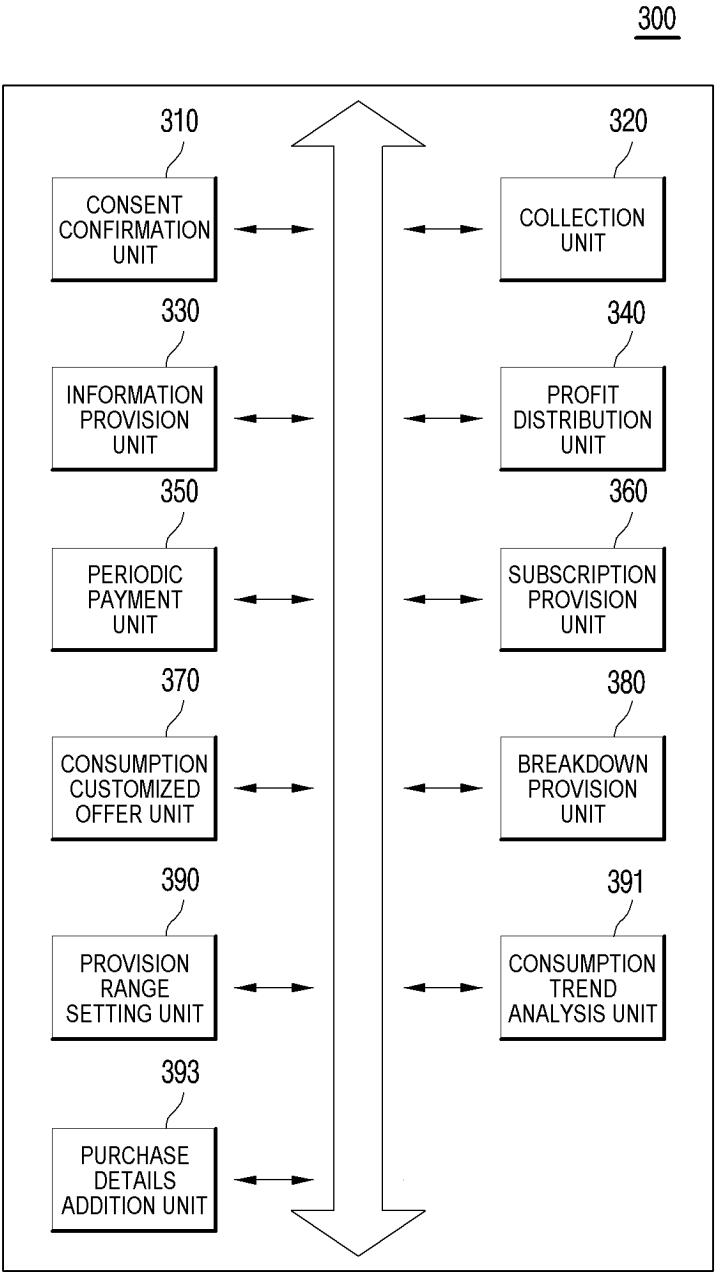 300
310
CONSENT
CONFIRMATION
UNIT
320
COLLECTION
UNIT
330
INFORMATION
PROVISION
UNIT
340
PROFIT
DISTRIBUTION
UNIT
350
PERIODIC
PAYMENT
UNIT
360
SUBSCRIPTION
PROVISION
UNIT
370
CONSUMPTION
CUSTOMIZED
OFFER UNIT
380
BREAKDOWN
PROVISION
UNIT
390
PROVISION
RANGE
SETTING UNIT
391
CONSUMPTION
TREND
ANALYSIS UNIT
393
PURCHASE
DETAILS
ADDITION UNIT